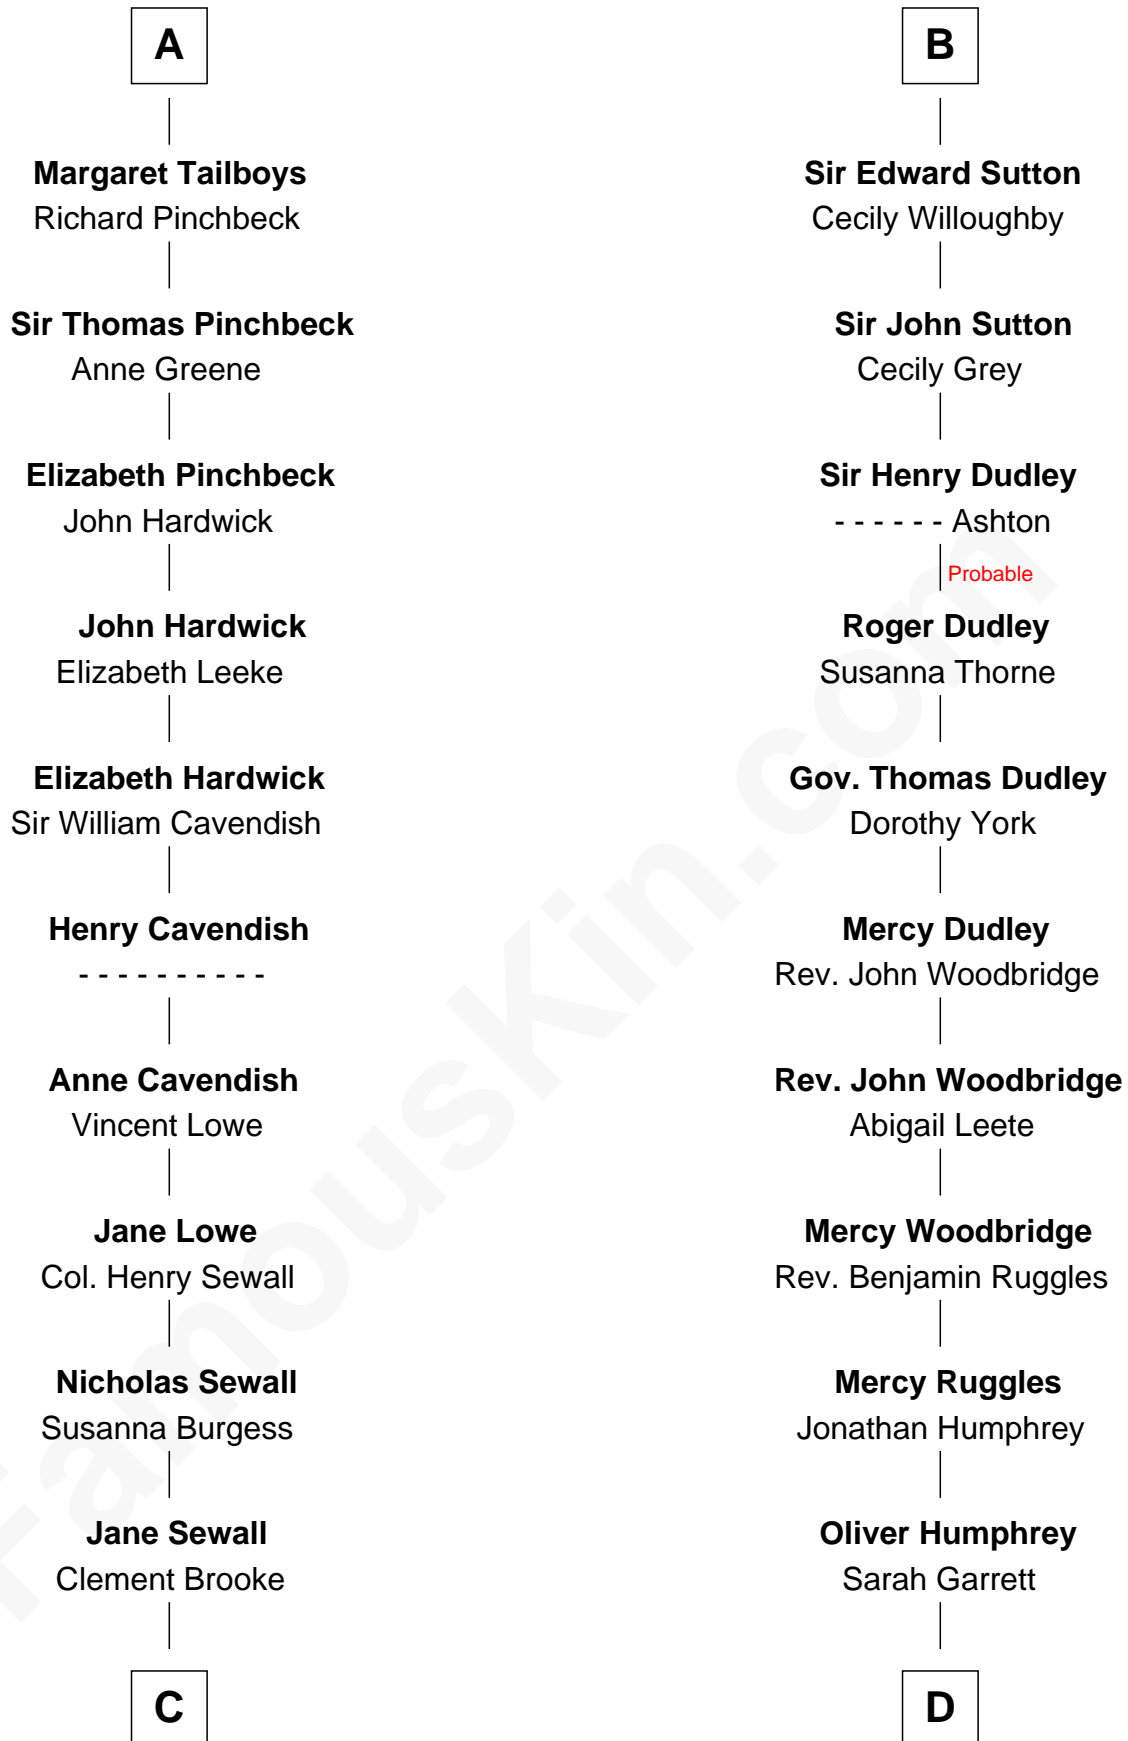 A
Margaret Tailboys
Richard Pinchbeck
Sir Thomas Pinchbeck
Anne Greene
Elizabeth Pinchbeck
John Hardwick
John Hardwick
Elizabeth Leeke
Elizabeth Hardwick
Sir William Cavendish
Henry Cavendish
- - - - - - - - - -
Anne Cavendish
Vincent Lowe
Jane Lowe
Col. Henry Sewall
Nicholas Sewall
Susanna Burgess
Jane Sewall
Clement Brooke
C
B
Sir Edward Sutton
Cecily Willoughby
Sir John Sutton
Cecily Grey
Sir Henry Dudley
- - - - - - Ashton
Probable
Roger Dudley
Susanna Thorne
Gov. Thomas Dudley
Dorothy York
Mercy Dudley
Rev. John Woodbridge
Rev. John Woodbridge
Abigail Leete
Mercy Woodbridge
Rev. Benjamin Ruggles
Mercy Ruggles
Jonathan Humphrey
Oliver Humphrey
Sarah Garrett
D
FamousKin.com